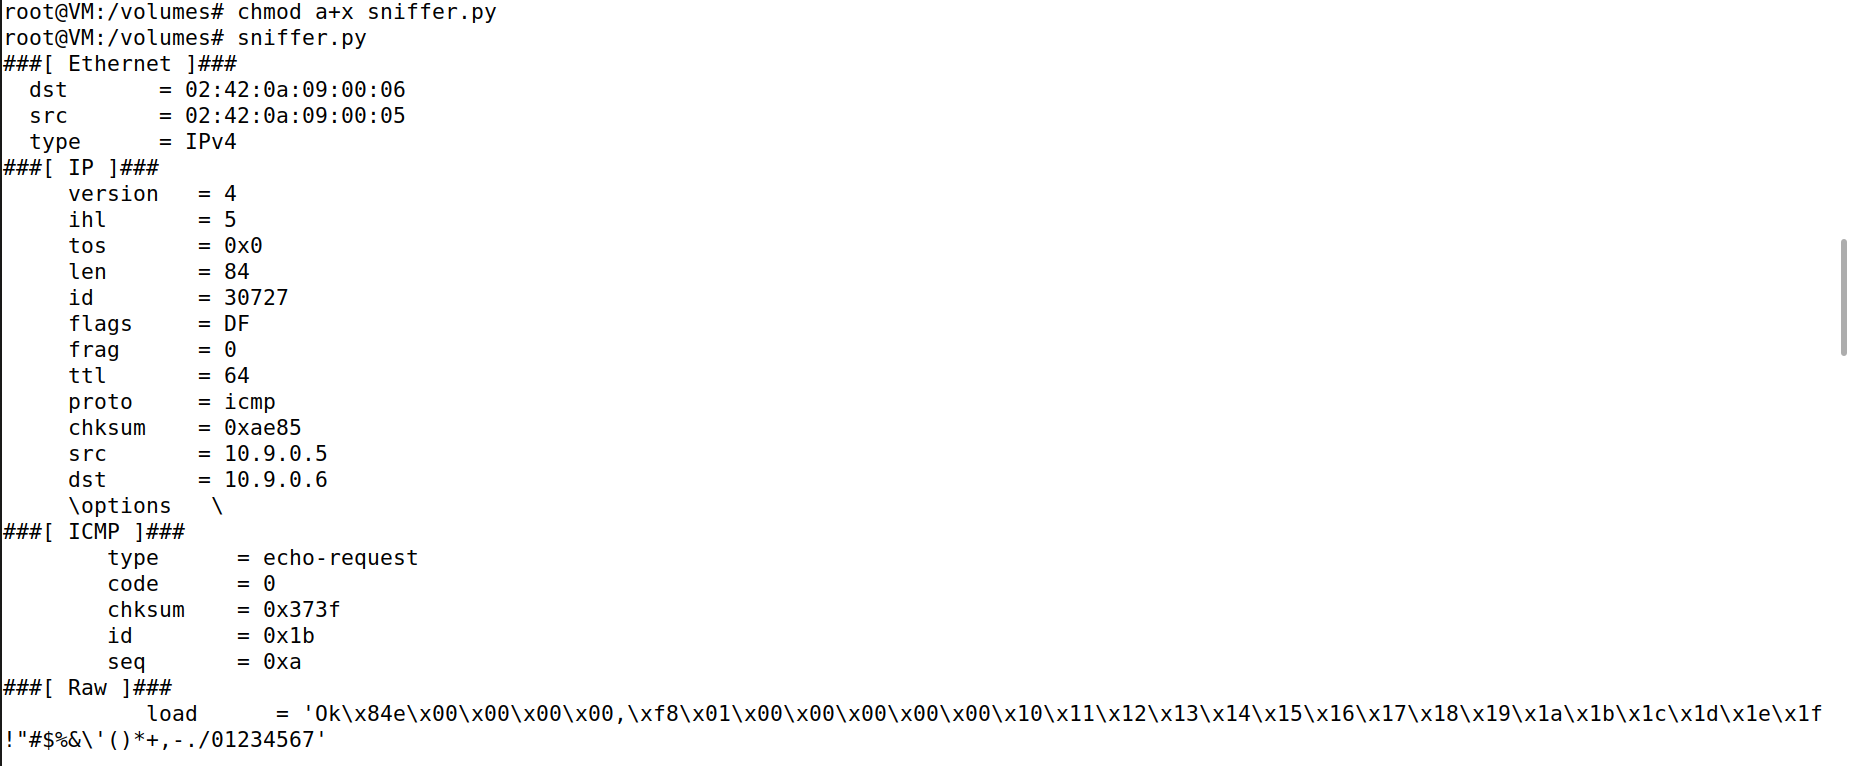 root@VM:/volumes# chmod a+x sniffer.py
root@VM:/volumes# sniffer.py
###[ Ethernet ]###
  dst       = 02:42:0a:09:00:06
  src       = 02:42:0a:09:00:05
  type      = IPv4
###[ IP ]###
     version   = 4
     ihl       = 5
     tos       = 0x0
     len       = 84
     id        = 30727
     flags     = DF
     frag      = 0
     ttl       = 64
     proto     = icmp
     chksum    = 0xae85
     src       = 10.9.0.5
     dst       = 10.9.0.6
     \options   \
###[ ICMP ]###
        type      = echo-request
        code      = 0
        chksum    = 0x373f
        id        = 0x1b
        seq       = 0xa
###[ Raw ]###
           load      = 'Ok\x84e\x00\x00\x00\x00,\xf8\x01\x00\x00\x00\x00\x00\x10\x11\x12\x13\x14\x15\x16\x17\x18\x19\x1a\x1b\x1c\x1d\x1e\x1f
!"#$%&\'()*+,-./01234567'